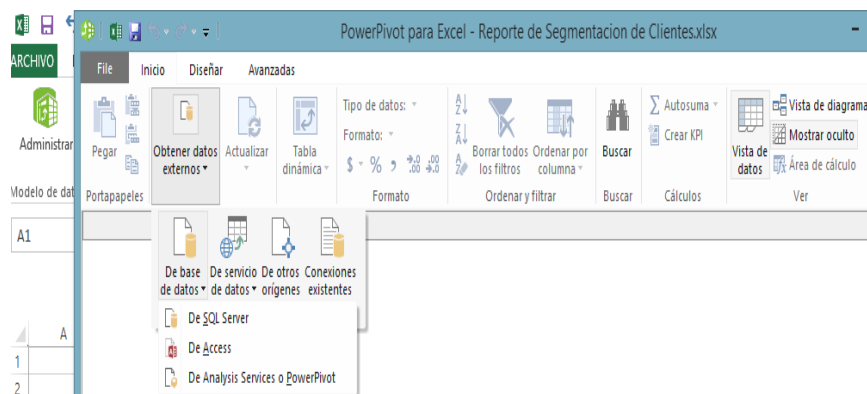 PowerPivot para Excel - Reporte de Segmentacion de Clientes.xlsx
ARCHIVO
File Inicio Diseñar Avanzadas
Administrar
Modelo de dat
A1
A
1
2
Pegar
Portapapeles
Obtener datos
externos
Actualizar
Tabla
dinámica
Tipo de datos:
Formato:
$ % , .00 .00
Formato
Borrar todos
los filtros
Ordenar por
columna
Ordenar y filtrar
Buscar
Buscar
Autosuma
Crear KPI
Cálculos
Vista de
datos
Vista de diagrama
Mostrar oculto
Área de cálculo
Ver
De base
de datos
De servicio
de datos
De otros
orígenes
Conexiones
existentes
De SQL Server
De Access
De Analysis Services o PowerPivot